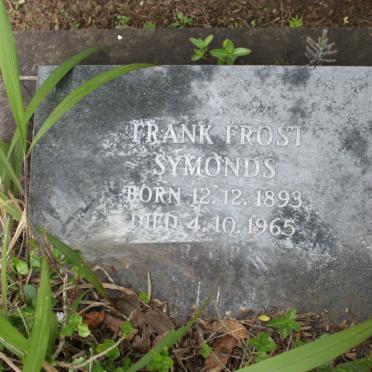 FRANK FROST
SYMONDS
BORN 12.12.1893
DIED 4.10.1965